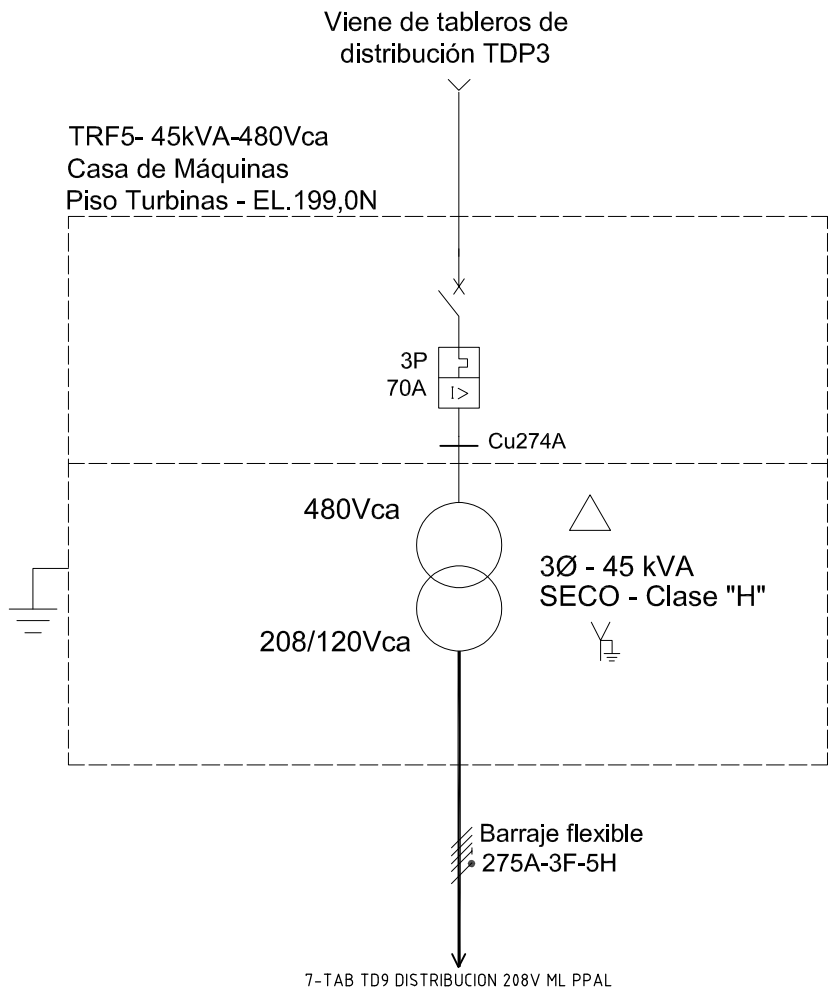 Viene de tableros de
distribución TDP3
TRF5- 45kVA-480Vca
Casa de Máquinas
Piso Turbinas - EL.199,0N
3P
70A
I>
Cu274A
480Vca
3Ø - 45 kVA
SECO - Clase "H"
208/120Vca
Barraje flexible
275A-3F-5H
7-TAB TD9 DISTRIBUCION 208V ML PPAL